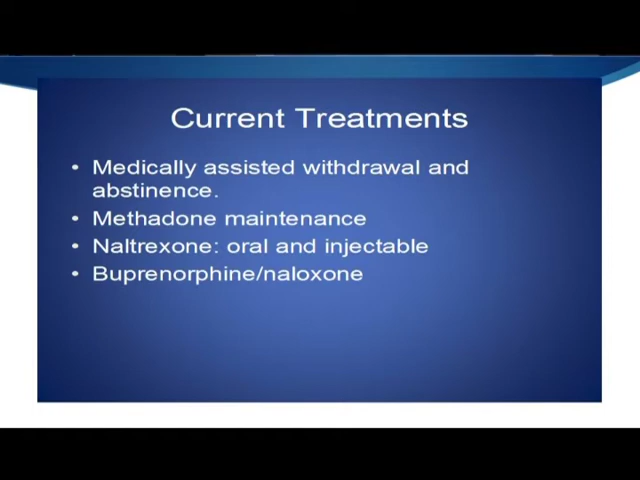 Current Treatments
• Medically assisted withdrawal and
abstinence.
• Methadone maintenance
• Naltrexone: oral and injectable
• Buprenorphine/naloxone